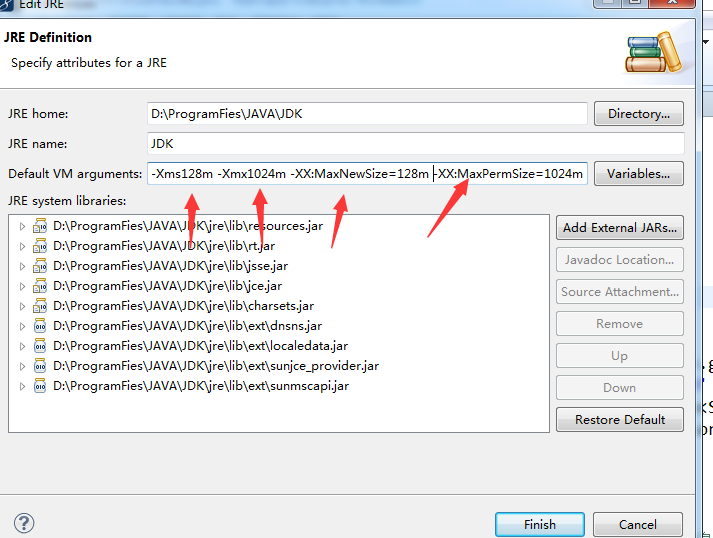 Edit JRE
JRE Definition
Specify attributes for a JRE
JRE home: D:\ProgramFies\JAVA\JDK Directory...
JRE name: JDK
Default VM arguments: -Xms128m -Xmx1024m -XX:MaxNewSize=128m -XX:MaxPermSize=1024m Variables...
JRE system libraries:
D:\ProgramFies\JAVA\JDK\jre\lib\resources.jar
D:\ProgramFies\JAVA\JDK\jre\lib\rt.jar
D:\ProgramFies\JAVA\JDK\jre\lib\jsse.jar
D:\ProgramFies\JAVA\JDK\jre\lib\jce.jar
D:\ProgramFies\JAVA\JDK\jre\lib\charsets.jar
D:\ProgramFies\JAVA\JDK\jre\lib\ext\dnsns.jar
D:\ProgramFies\JAVA\JDK\jre\lib\ext\localedata.jar
D:\ProgramFies\JAVA\JDK\jre\lib\ext\sunjce_provider.jar
D:\ProgramFies\JAVA\JDK\jre\lib\ext\sunmscapi.jar
Add External JARs...
Javadoc Location...
Source Attachment...
Remove
Up
Down
Restore Default
Finish
Cancel